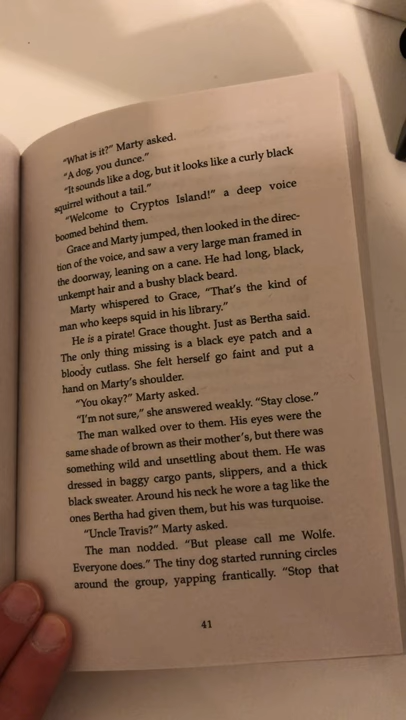 "What is it?" Marty asked.
"A dog, you dunce."
"It sounds like a dog, but it looks like a curly black
squirrel without a tail."
"Welcome to Cryptos Island!" a deep voice
boomed behind them.
Grace and Marty jumped, then looked in the direc-
tion of the voice, and saw a very large man framed in
the doorway, leaning on a cane. He had long, black,
unkempt hair and a bushy black beard.
Marty whispered to Grace, "That's the kind of
man who keeps squid in his library."
He is a pirate! Grace thought. Just as Bertha said.
The only thing missing is a black eye patch and a
bloody cutlass. She felt herself go faint and put a
hand on Marty's shoulder.
"You okay?" Marty asked.
"I'm not sure," she answered weakly. "Stay close."
The man walked over to them. His eyes were the
same shade of brown as their mother's, but there was
something wild and unsettling about them. He was
dressed in baggy cargo pants, slippers, and a thick
black sweater. Around his neck he wore a tag like the
ones Bertha had given them, but his was turquoise.
"Uncle Travis?" Marty asked.
The man nodded. "But please call me Wolfe.
Everyone does." The tiny dog started running circles
around the group, yapping frantically. "Stop that
41